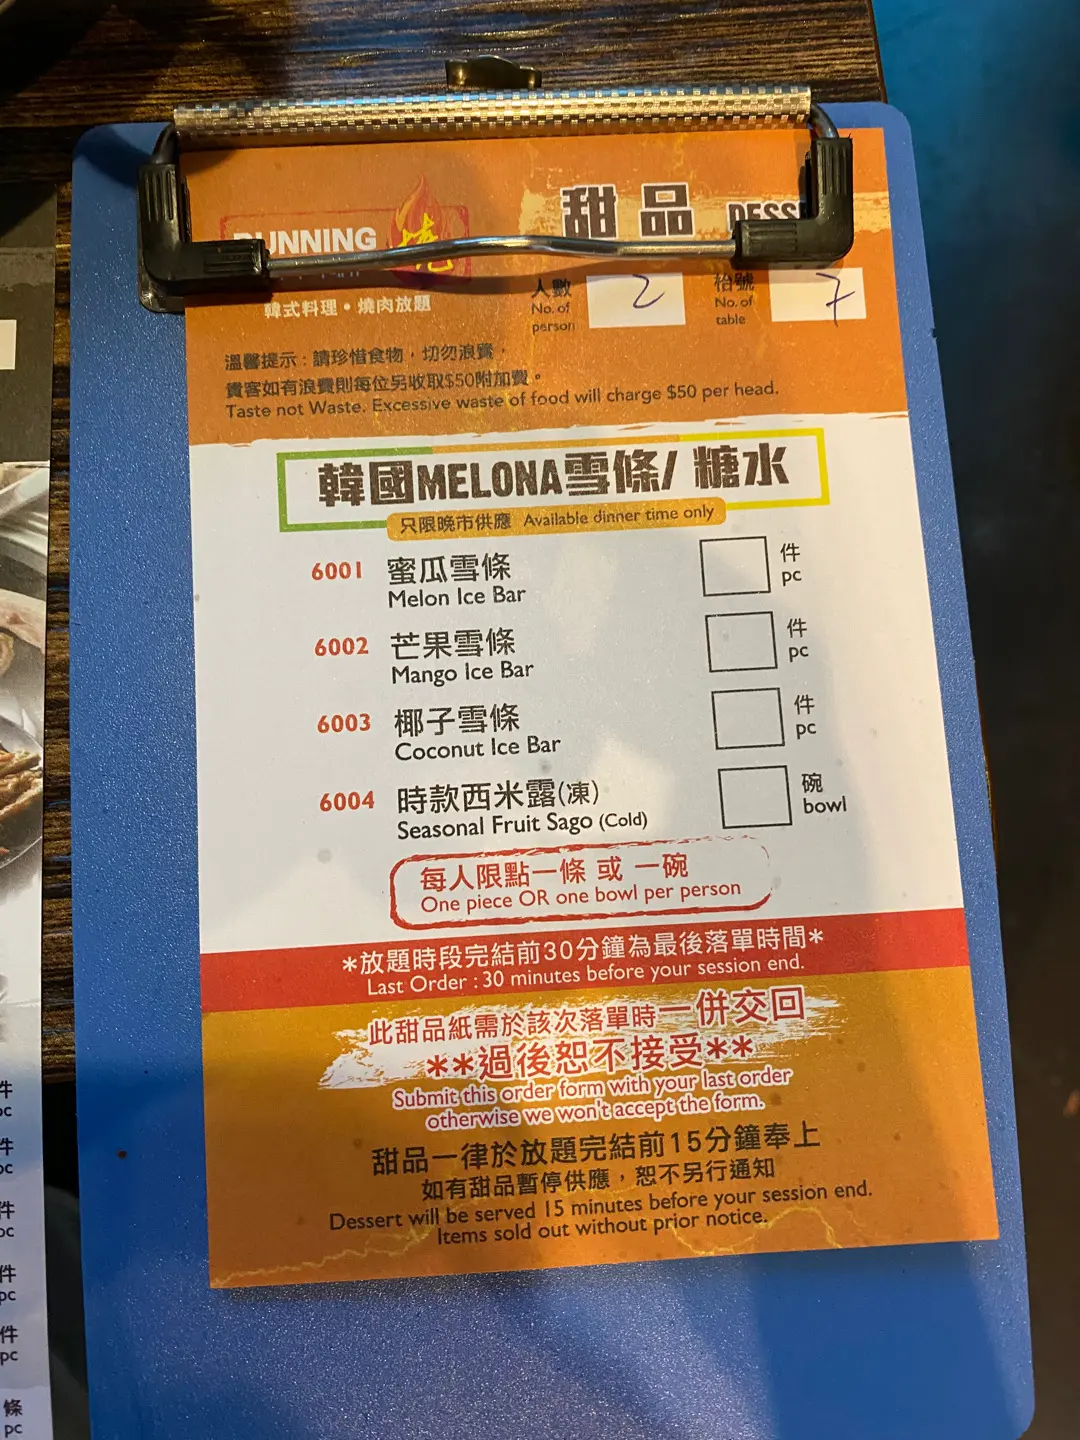 甜品
RUNNING
燒
韓式料理・燒肉放題
人數
No. of
person
2
枱號
No. of
table
7
溫馨提示：請珍惜食物，切勿浪費，
貴客如有浪費則每位另收取$50附加費。
Taste not Waste. Excessive waste of food will charge $50 per head.
韓國MELONA雪條/ 糖水
只限晚市供應 Available dinner time only
6001 蜜瓜雪條 件
Melon Ice Bar pc
6002 芒果雪條 件
Mango Ice Bar pc
6003 椰子雪條 件
Coconut Ice Bar pc
6004 時款西米露(凍) 碗
Seasonal Fruit Sago (Cold) bowl
每人限點一條 或 一碗
One piece OR one bowl per person
*放題時段完結前30分鐘為最後落單時間*
Last Order : 30 minutes before your session end.
此甜品紙需於該次落單時一併交回
**過後恕不接受**
Submit this order form with your last order
otherwise we won't accept the form.
甜品一律於放題完結前15分鐘奉上
如有甜品暫停供應，恕不另行通知
Dessert will be served 15 minutes before your session end.
Items sold out without prior notice.
件
pc
件
pc
件
pc
件
pc
件
pc
條
pc